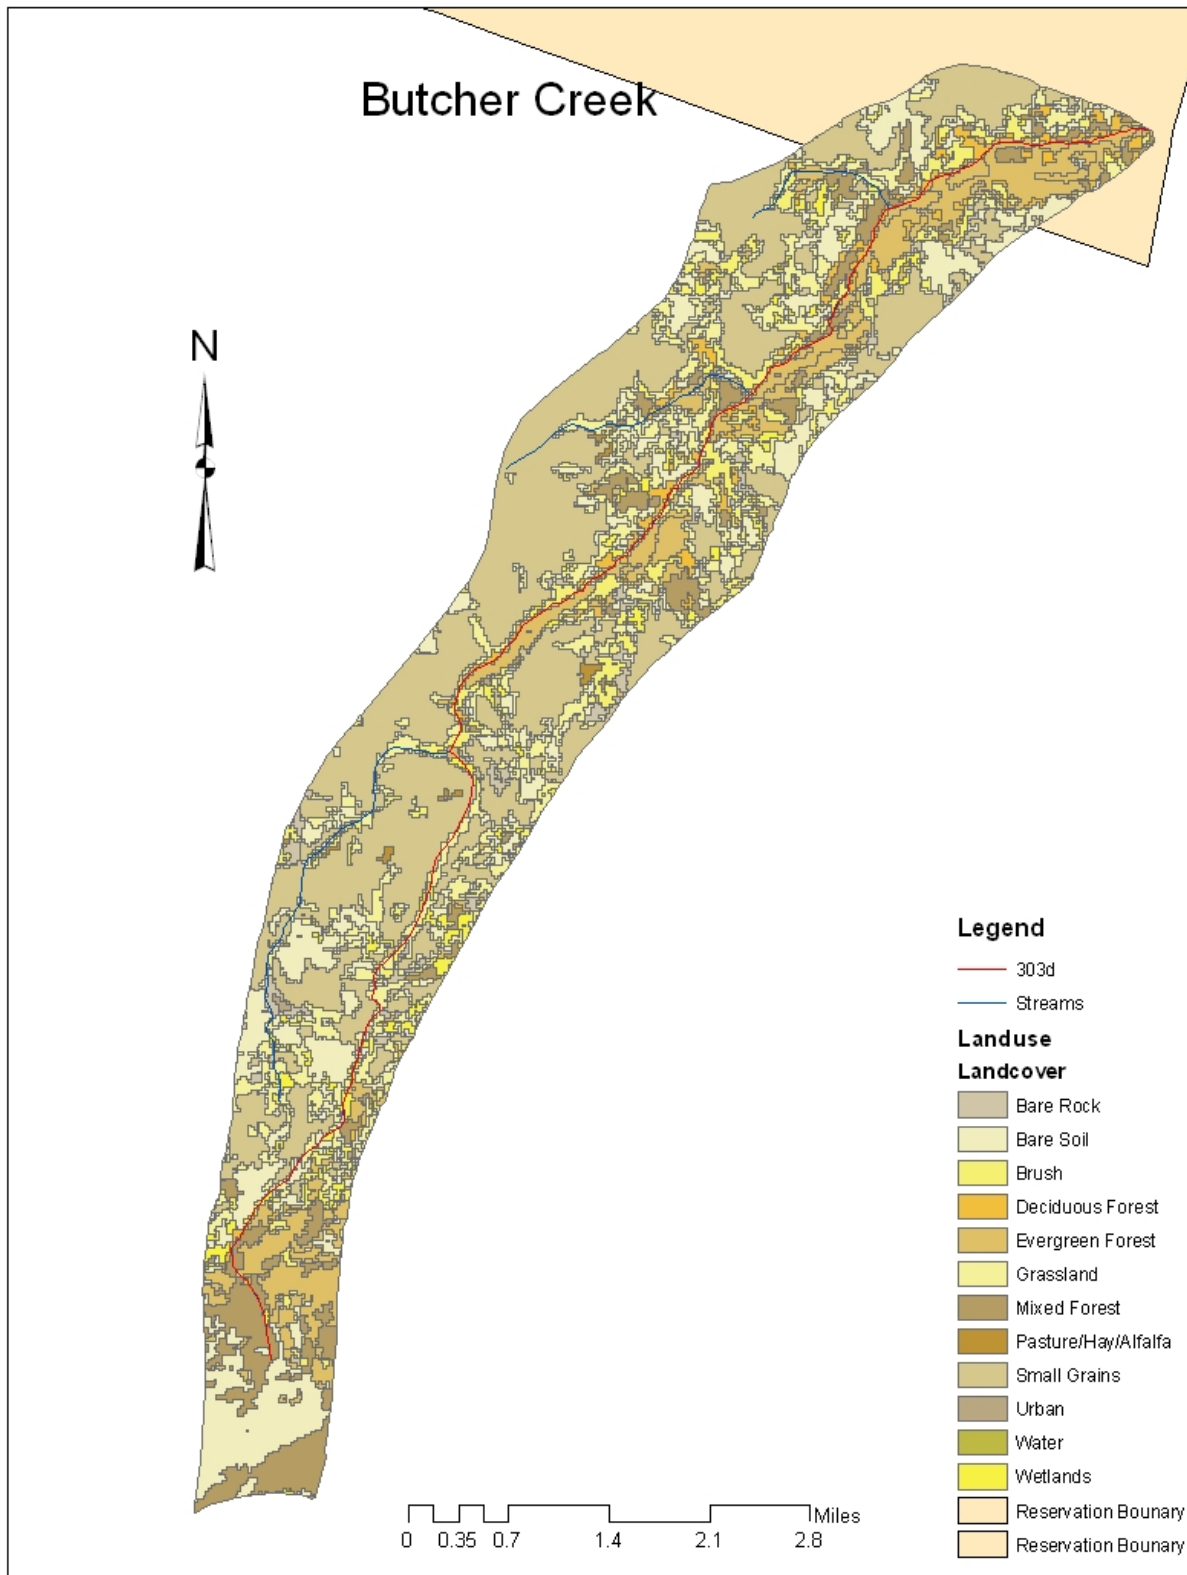 Butcher Creek
N
Legend
303d
Streams
Landuse
Landcover
Bare Rock
Bare Soil
Brush
Deciduous Forest
Evergreen Forest
Grassland
Mixed Forest
Pasture/Hay/Alfalfa
Small Grains
Urban
Water
Wetlands
Reservation Bounary
Reservation Bounary
Miles
0 0.35 0.7 1.4 2.1 2.8